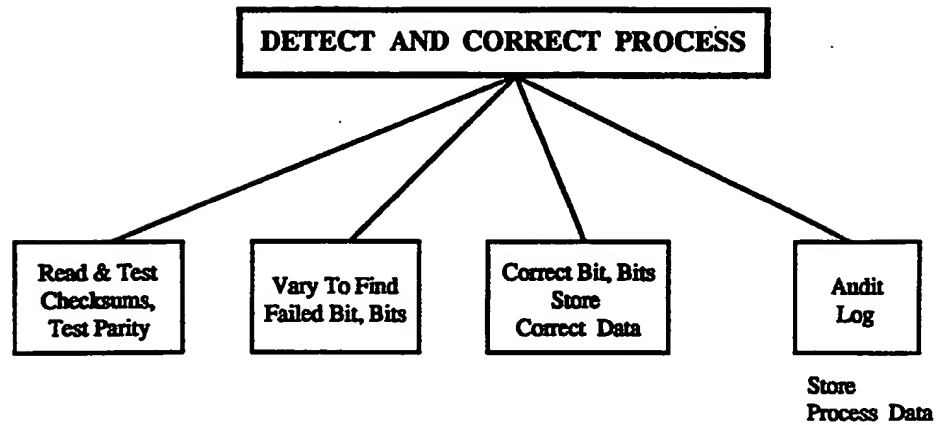 DETECT AND CORRECT PROCESS
Read & Test
Checksums,
Test Parity
Vary To Find
Failed Bit, Bits
Correct Bit, Bits
Store
Correct Data
Audit
Log
Store
Process Data